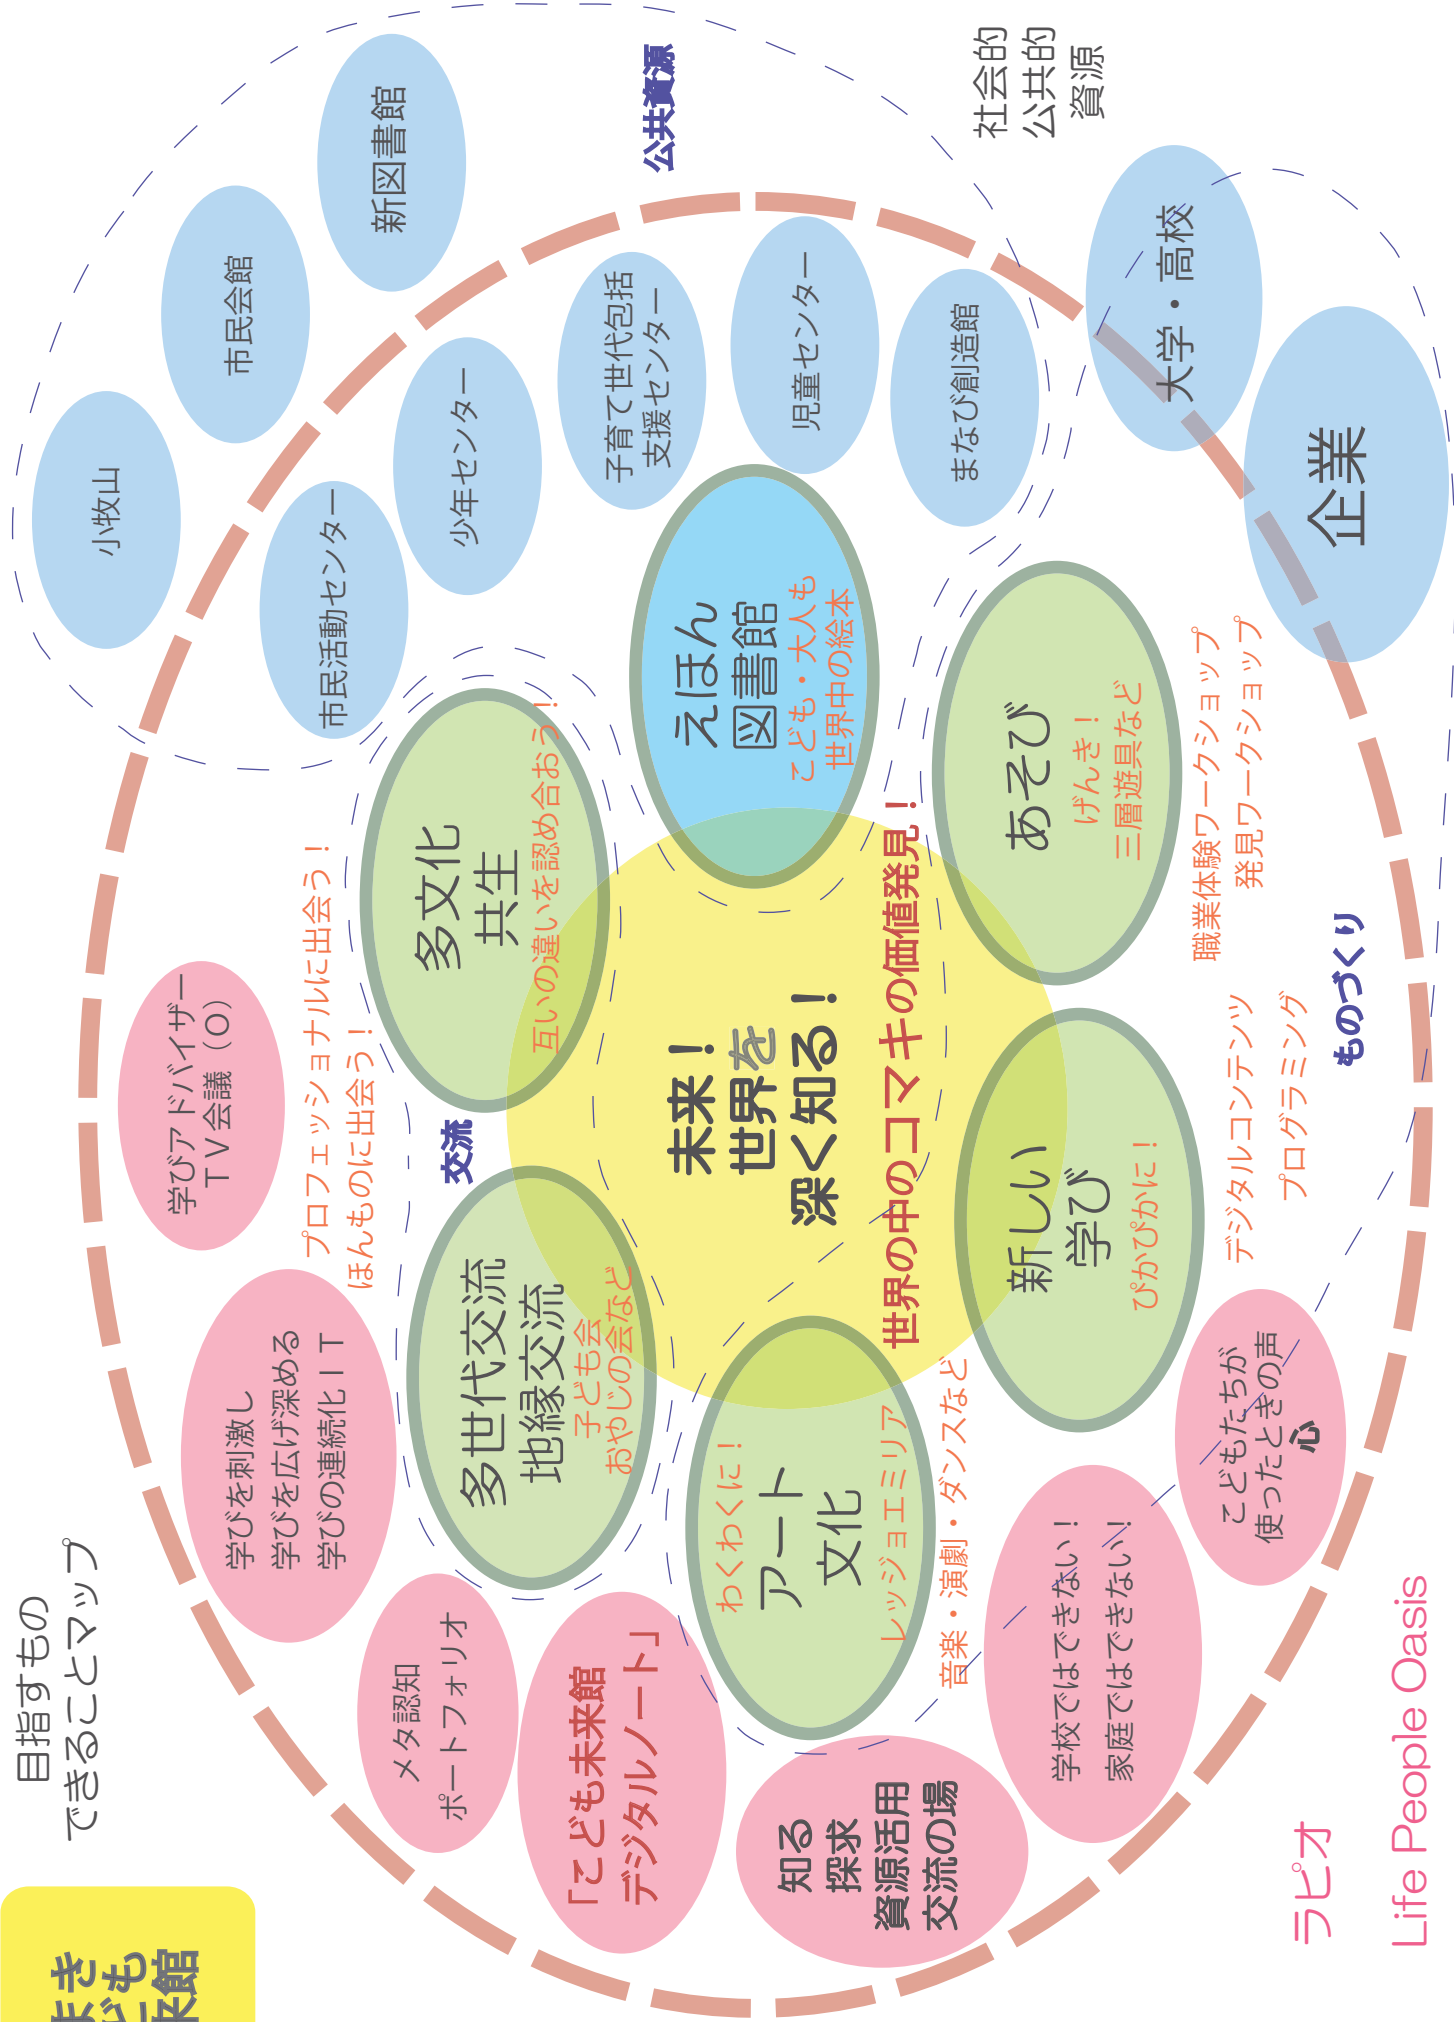 目指すもの
できることマップ
学びを刺激し
学びを広げ深める
学びの連続化ＩＴ
学びアドバイザー
ＴＶ会議（Ｏ）
プロフェッショナルに出会う！
ほんものに出会う！
メタ認知
ポートフォリオ
「こども未来館
デジタルノート」
知る
探求
資源活用
交流の場
学校ではできない！
家庭ではできない！
こどもたちが
使ったときの声
心
多世代交流
地縁交流
子ども会
おやじの会など
交流
多文化
共生
互いの違いを認め合おう！
わくわくに！
アート
文化
レッジョエミリア
音楽・演劇・ダンスなど
未来！
世界を
深く知る！
世界の中のコマキの価値発見！
えほん
図書館
こども・大人も
世界中の絵本
新しい
学び
ぴかぴかに！
デジタルコンテンツ
プログラミング
あそび
げんき！
三層遊具など
職業体験ワークショップ
発見ワークショップ
ものづくり
小牧山
市民会館
新図書館
市民活動センター
少年センター
子育て世代包括
支援センター
児童センター
まなび創造館
公共資源
社会的
公共的
資源
大学・高校
企業
ラピオ
Life People Oasis